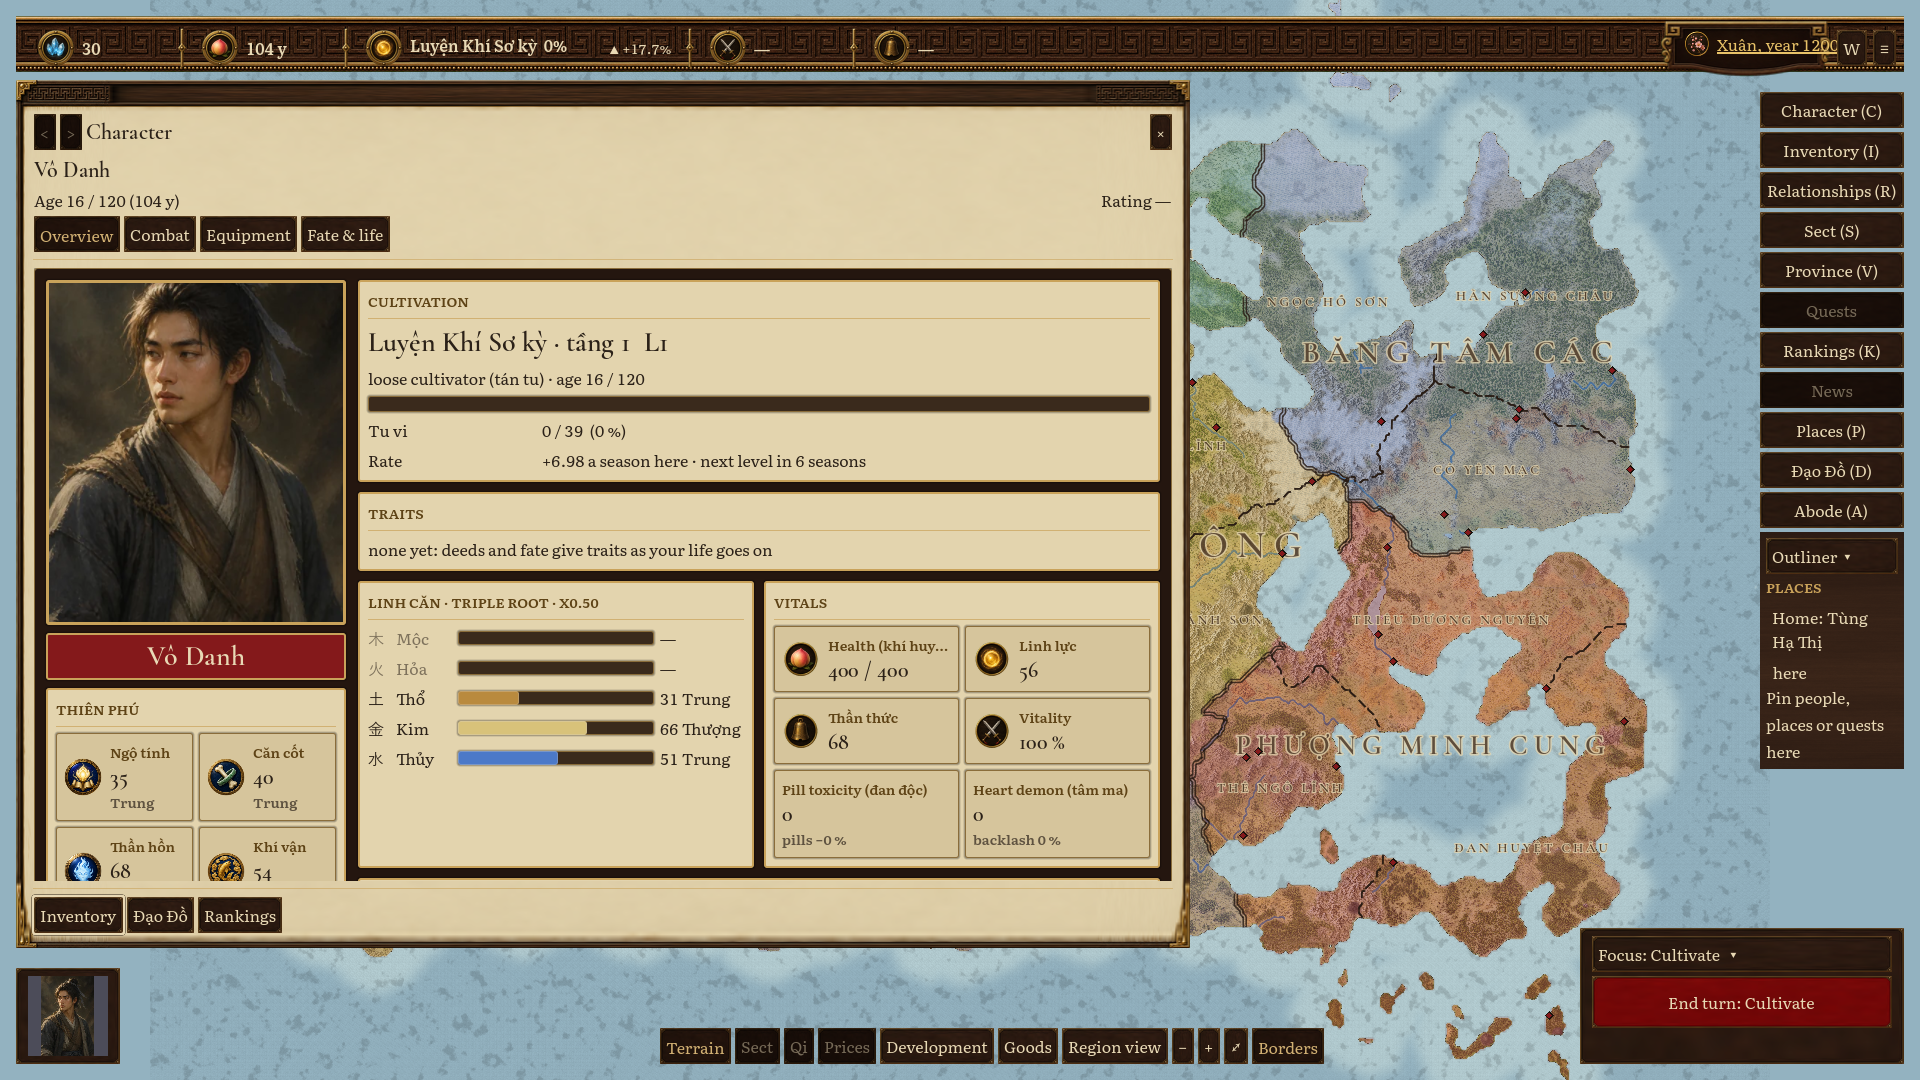 30
104 y
Luyện Khí Sơ kỳ 0%
▲ +17.7%
—
—
Xuân, year 1200
W
≡
< > Character
×
Vô Danh
Age 16 / 120 (104 y)
Rating —
Overview
Combat
Equipment
Fate & life
Vô Danh
THIÊN PHÚ
Ngộ tính
35
Trung
Căn cốt
40
Trung
Thần hồn
68
Khí vận
54
CULTIVATION
Luyện Khí Sơ kỳ · tầng 1 L1
loose cultivator (tán tu) · age 16 / 120
Tu vi 0 / 39 (0 %)
Rate +6.98 a season here · next level in 6 seasons
TRAITS
none yet: deeds and fate give traits as your life goes on
LINH CĂN · TRIPLE ROOT · X0.50
木 Mộc —
火 Hỏa —
土 Thổ 31 Trung
金 Kim 66 Thượng
水 Thủy 51 Trung
VITALS
Health (khí huy...
400 / 400
Linh lực
56
Thần thức
68
Vitality
100 %
Pill toxicity (đan độc)
0
pills −0 %
Heart demon (tâm ma)
0
backlash 0 %
Inventory
Đạo Đồ
Rankings
NGỌC HỒ SƠN
HÀN SƯƠNG CHÂU
BĂNG TÂM CÁC
CÔ YÊN MẠC
ÔNG
TRIỀU DƯƠNG NGUYÊN
PHƯỢNG MINH CUNG
THÊ NGÔ LĨNH
ĐAN HUYỆT CHÂU
Character (C)
Inventory (I)
Relationships (R)
Sect (S)
Province (V)
Quests
Rankings (K)
News
Places (P)
Đạo Đồ (D)
Abode (A)
Outliner ▾
PLACES
Home: Tùng
Hạ Thị
here
Pin people,
places or quests
here
Focus: Cultivate ▾
End turn: Cultivate
Terrain
Sect
Qi
Prices
Development
Goods
Region view
−
+
⤢
Borders